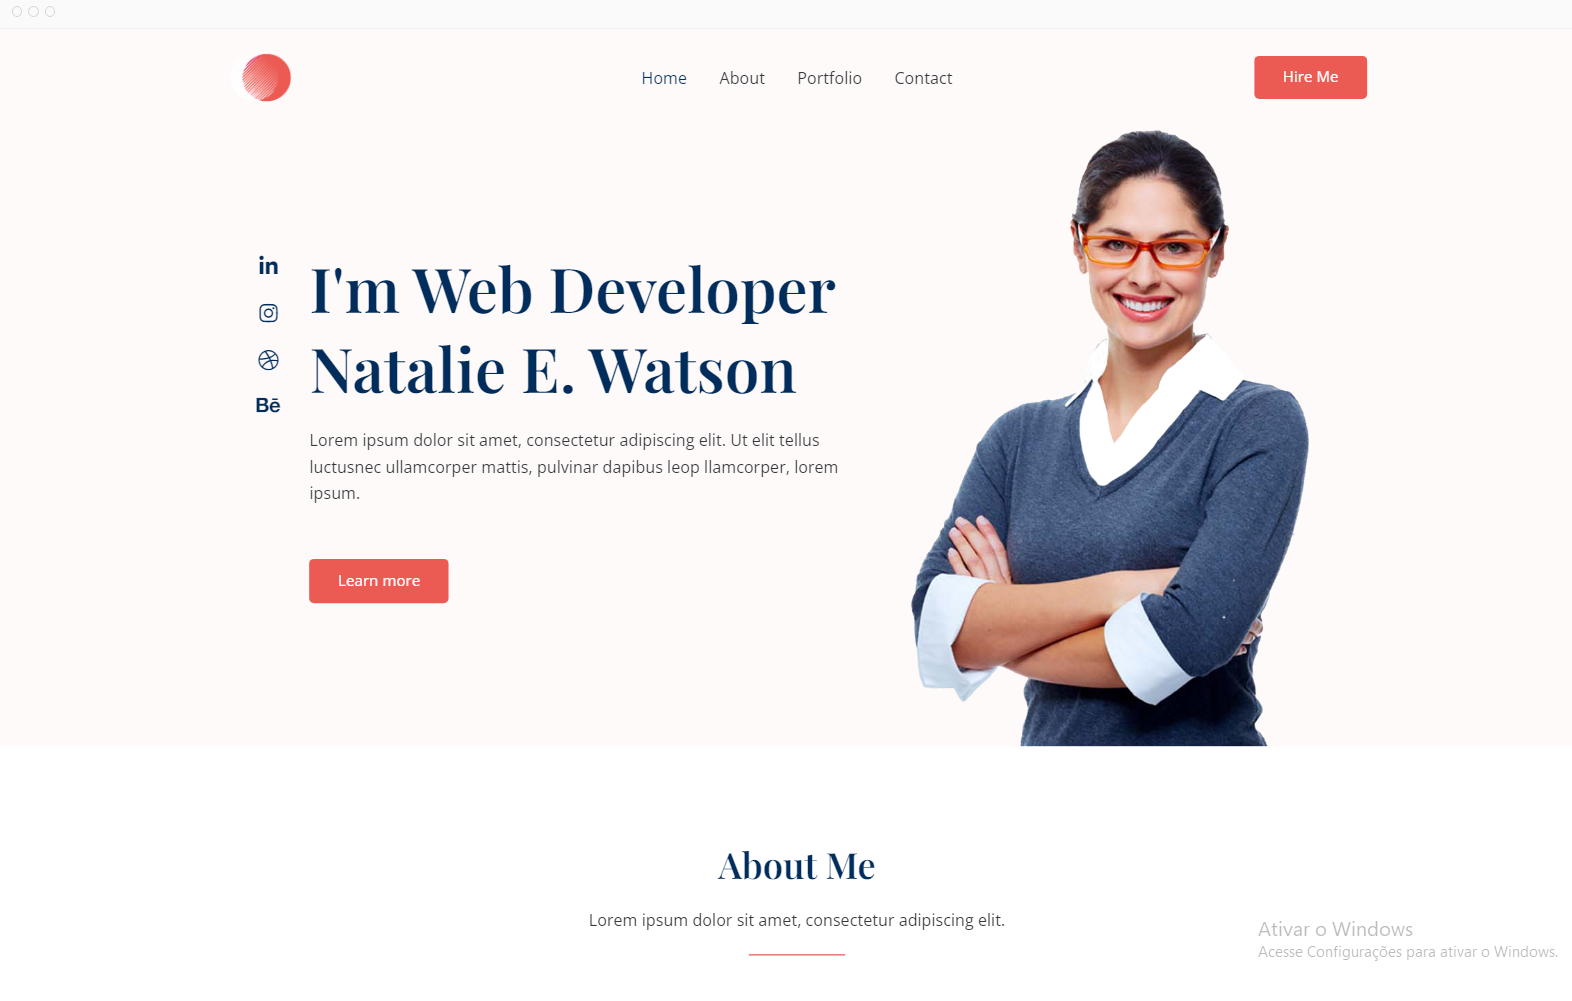 Home About Portfolio Contact
Hire Me
in
I'm Web Developer
Natalie E. Watson
Bē
Lorem ipsum dolor sit amet, consectetur adipiscing elit. Ut elit tellus
luctusnec ullamcorper mattis, pulvinar dapibus leop llamcorper, lorem
ipsum.
Learn more
About Me
Lorem ipsum dolor sit amet, consectetur adipiscing elit.
Ativar o Windows
Acesse Configurações para ativar o Windows.